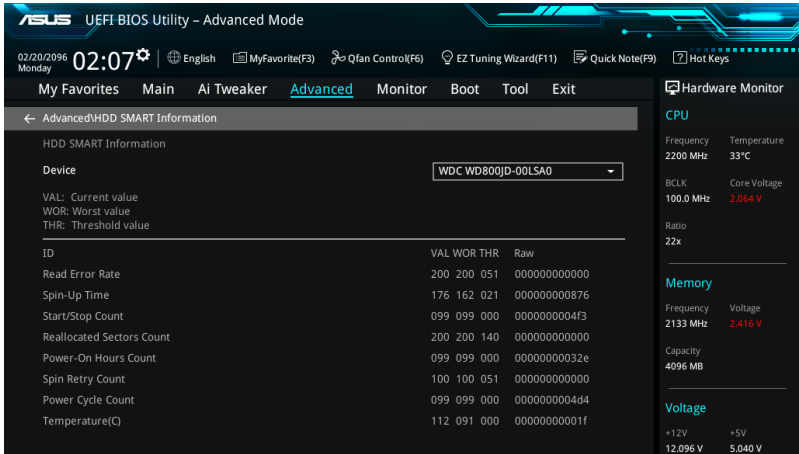 ASUS UEFI BIOS Utility – Advanced Mode
02/20/2096
Monday
02:07
English
MyFavorite(F3)
Qfan Control(F6)
EZ Tuning Wizard(F11)
Quick Note(F9)
? Hot Keys
My Favorites Main Ai Tweaker Advanced Monitor Boot Tool Exit
← Advanced\HDD SMART Information
HDD SMART Information
Device WDC WD800JD-00LSA0
VAL: Current value
WOR: Worst value
THR: Threshold value
ID VAL WOR THR Raw
Read Error Rate 200 200 051 000000000000
Spin-Up Time 176 162 021 000000000876
Start/Stop Count 099 099 000 0000000004f3
Reallocated Sectors Count 200 200 140 000000000000
Power-On Hours Count 099 099 000 00000000032e
Spin Retry Count 100 100 051 000000000000
Power Cycle Count 099 099 000 0000000004d4
Temperature(C) 112 091 000 00000000001f
Hardware Monitor
CPU
Frequency Temperature
2200 MHz 33°C
BCLK Core Voltage
100.0 MHz 2.064 V
Ratio
22x
Memory
Frequency Voltage
2133 MHz 2.416 V
Capacity
4096 MB
Voltage
+12V +5V
12.096 V 5.040 V